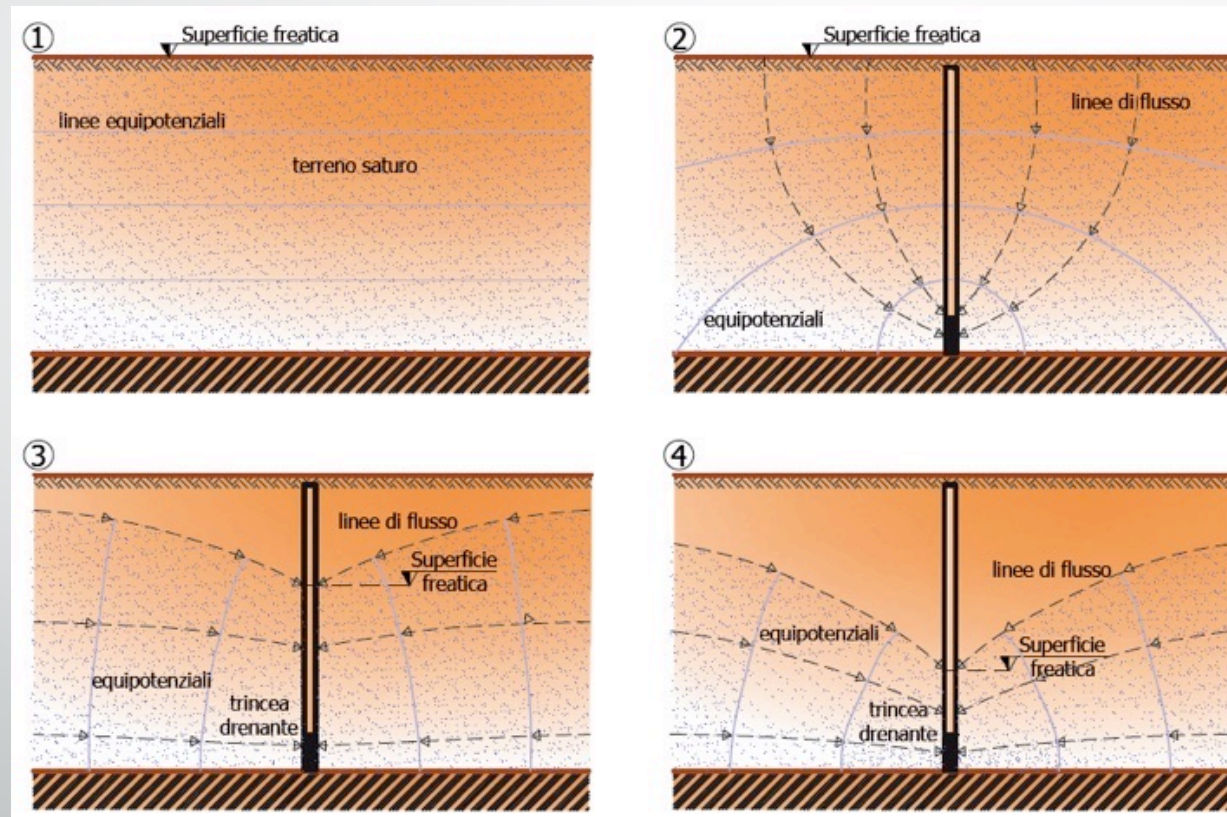 ①
Superficie freatica
linee equipotenziali
terreno saturo
②
Superficie freatica
linee di flusso
equipotenziali
③
linee di flusso
Superficie
freatica
equipotenziali
trincea
drenante
④
linee di flusso
equipotenziali
Superficie
freatica
trincea
drenante